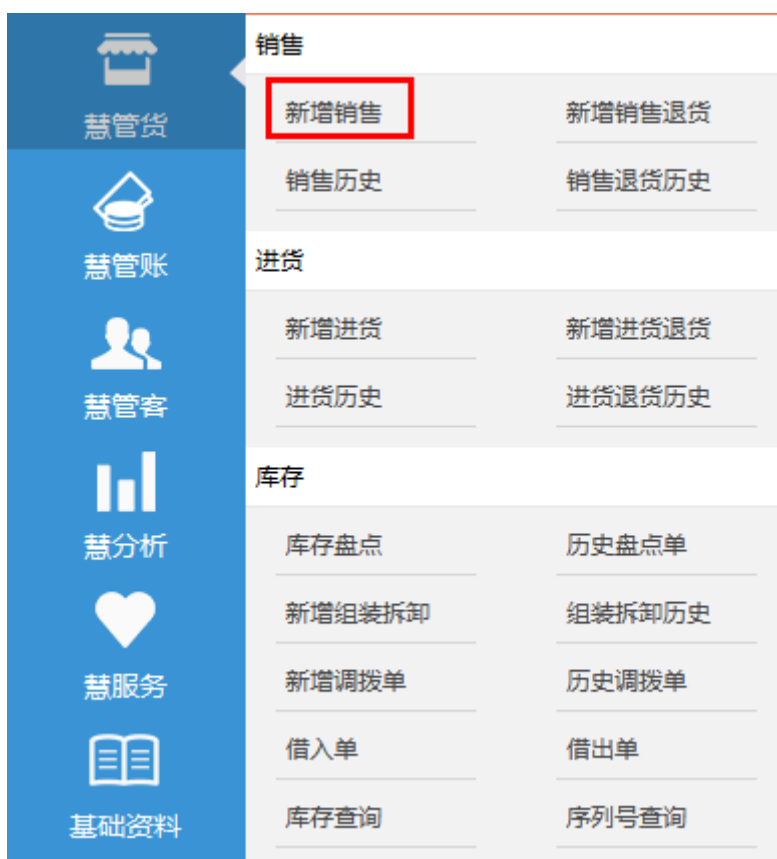 慧管货
慧管账
慧管客
慧分析
慧服务
基础资料
销售
新增销售 新增销售退货
销售历史 销售退货历史
进货
新增进货 新增进货退货
进货历史 进货退货历史
库存
库存盘点 历史盘点单
新增组装拆卸 组装拆卸历史
新增调拨单 历史调拨单
借入单 借出单
库存查询 序列号查询